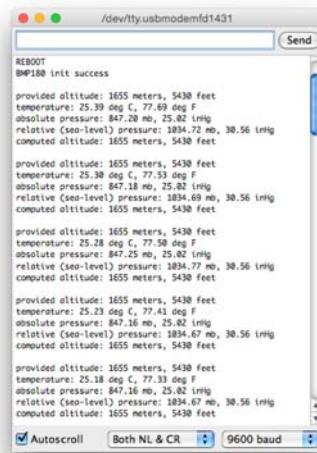 /dev/tty.usbmodemfd1431
Send
REBOOT
BMP180 init success
provided altitude: 1655 meters, 5430 feet
temperature: 25.39 deg C, 77.69 deg F
absolute pressure: 847.20 mb, 25.02 inHg
relative (sea-level) pressure: 1034.72 mb, 30.56 inHg
computed altitude: 1655 meters, 5430 feet
provided altitude: 1655 meters, 5430 feet
temperature: 25.30 deg C, 77.53 deg F
absolute pressure: 847.18 mb, 25.02 inHg
relative (sea-level) pressure: 1034.69 mb, 30.56 inHg
computed altitude: 1655 meters, 5430 feet
provided altitude: 1655 meters, 5430 feet
temperature: 25.28 deg C, 77.50 deg F
absolute pressure: 847.25 mb, 25.02 inHg
relative (sea-level) pressure: 1034.77 mb, 30.56 inHg
computed altitude: 1655 meters, 5430 feet
provided altitude: 1655 meters, 5430 feet
temperature: 25.23 deg C, 77.41 deg F
absolute pressure: 847.16 mb, 25.02 inHg
relative (sea-level) pressure: 1034.67 mb, 30.56 inHg
computed altitude: 1655 meters, 5430 feet
provided altitude: 1655 meters, 5430 feet
temperature: 25.18 deg C, 77.33 deg F
absolute pressure: 847.16 mb, 25.02 inHg
relative (sea-level) pressure: 1034.67 mb, 30.56 inHg
computed altitude: 1655 meters, 5430 feet
Autoscroll Both NL & CR 9600 baud